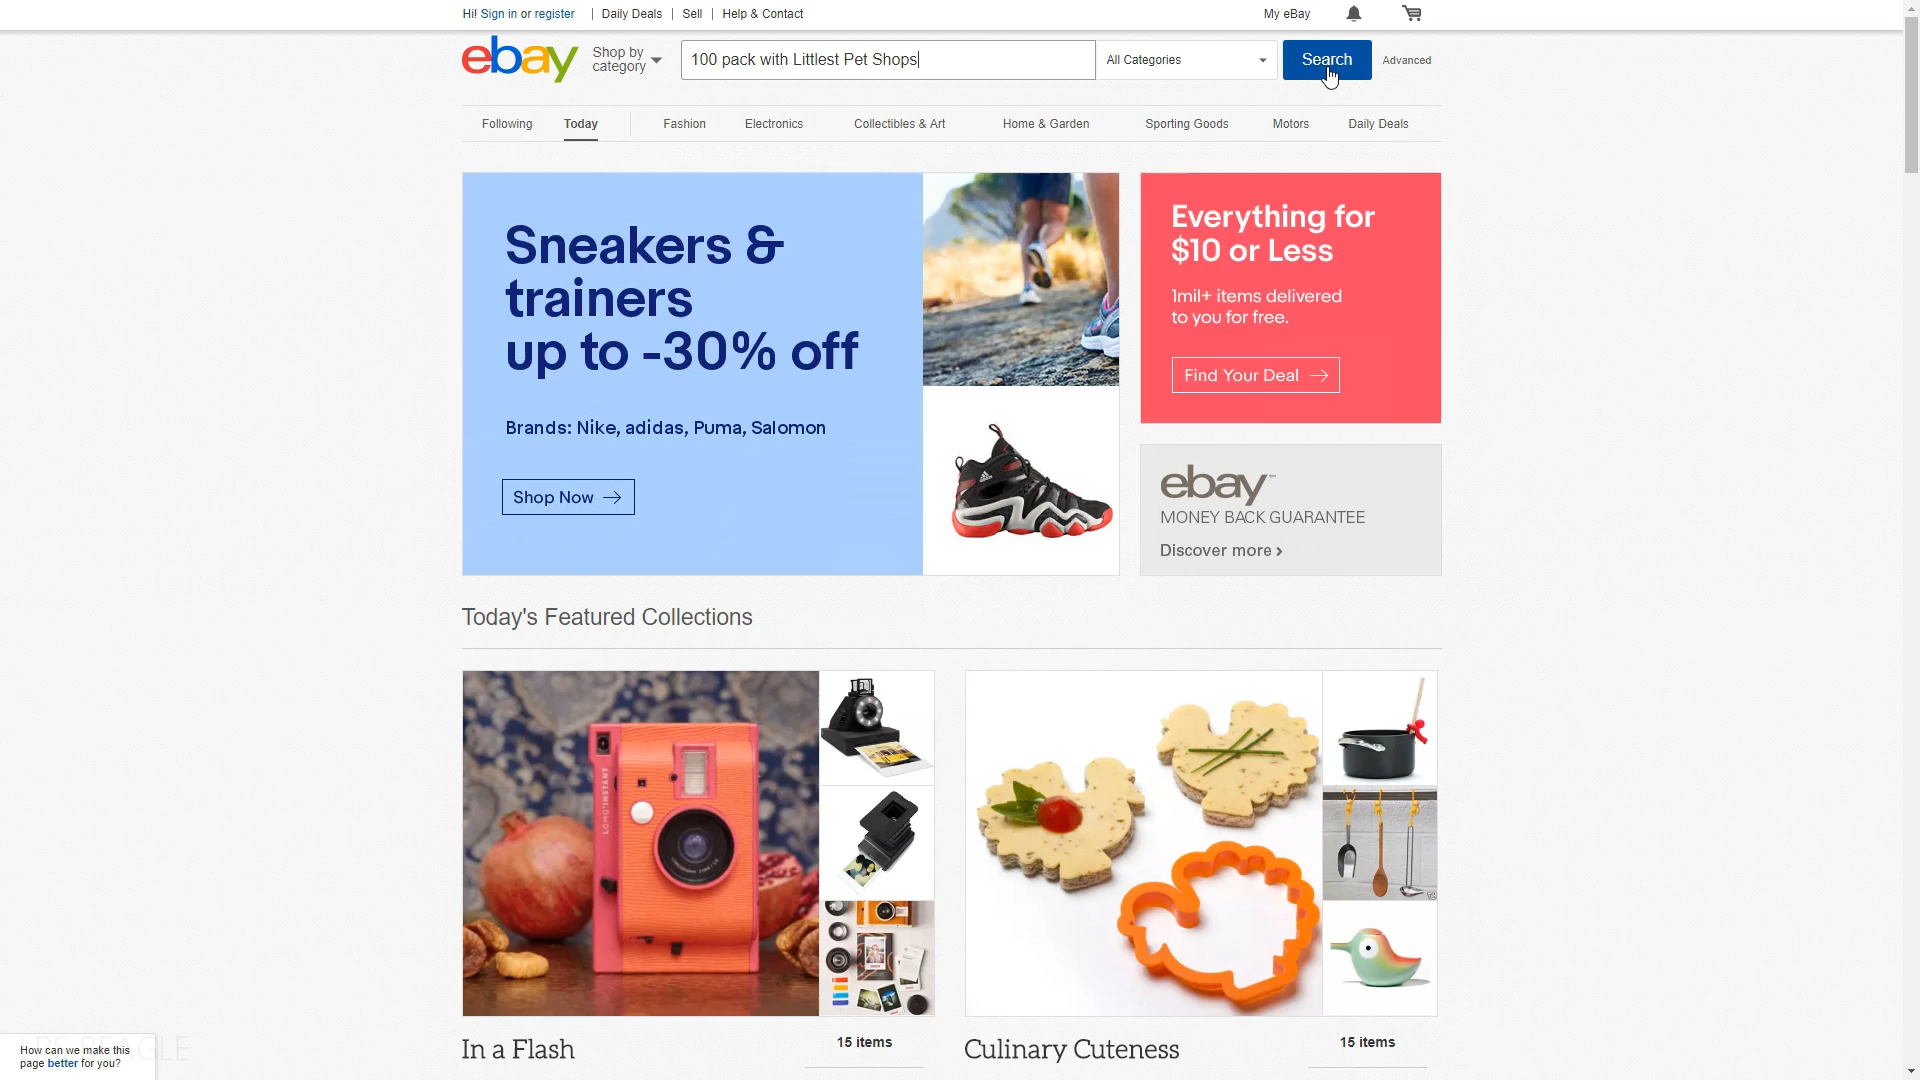 Hi! Sign in or register | Daily Deals | Sell | Help & Contact
My eBay
ebay
Shop by
category
100 pack with Littlest Pet Shops
All Categories
Search
Advanced
Following
Today
Fashion
Electronics
Collectibles & Art
Home & Garden
Sporting Goods
Motors
Daily Deals
Sneakers &
trainers
up to -30% off
Brands: Nike, adidas, Puma, Salomon
Shop Now
Everything for
$10 or Less
1mil+ items delivered
to you for free.
Find Your Deal
ebay
MONEY BACK GUARANTEE
Discover more
Today's Featured Collections
LOMO'INSTANT
In a Flash
15 items
Culinary Cuteness
15 items
How can we make this
page better for you?